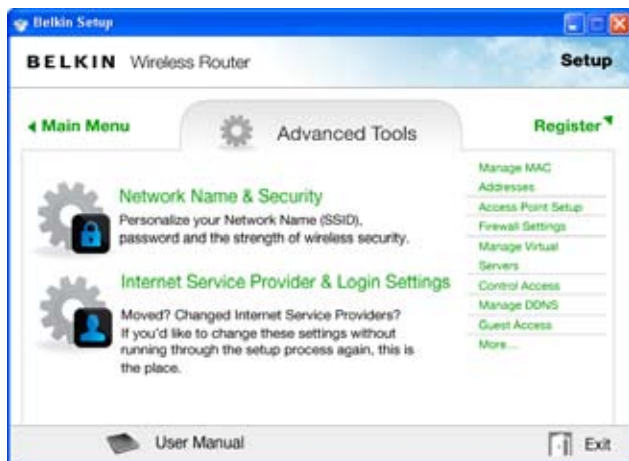 Belkin Setup
BELKIN Wireless Router
Setup
Main Menu
Advanced Tools
Register
Network Name & Security
Personalize your Network Name (SSID),
password and the strength of wireless security.
Internet Service Provider & Login Settings
Moved? Changed Internet Service Providers?
If you'd like to change these settings without
running through the setup process again, this is
the place.
Manage MAC
Addresses
Access Point Setup
Firewall Settings
Manage Virtual
Servers
Control Access
Manage DDNS
Guest Access
More...
User Manual
Exit